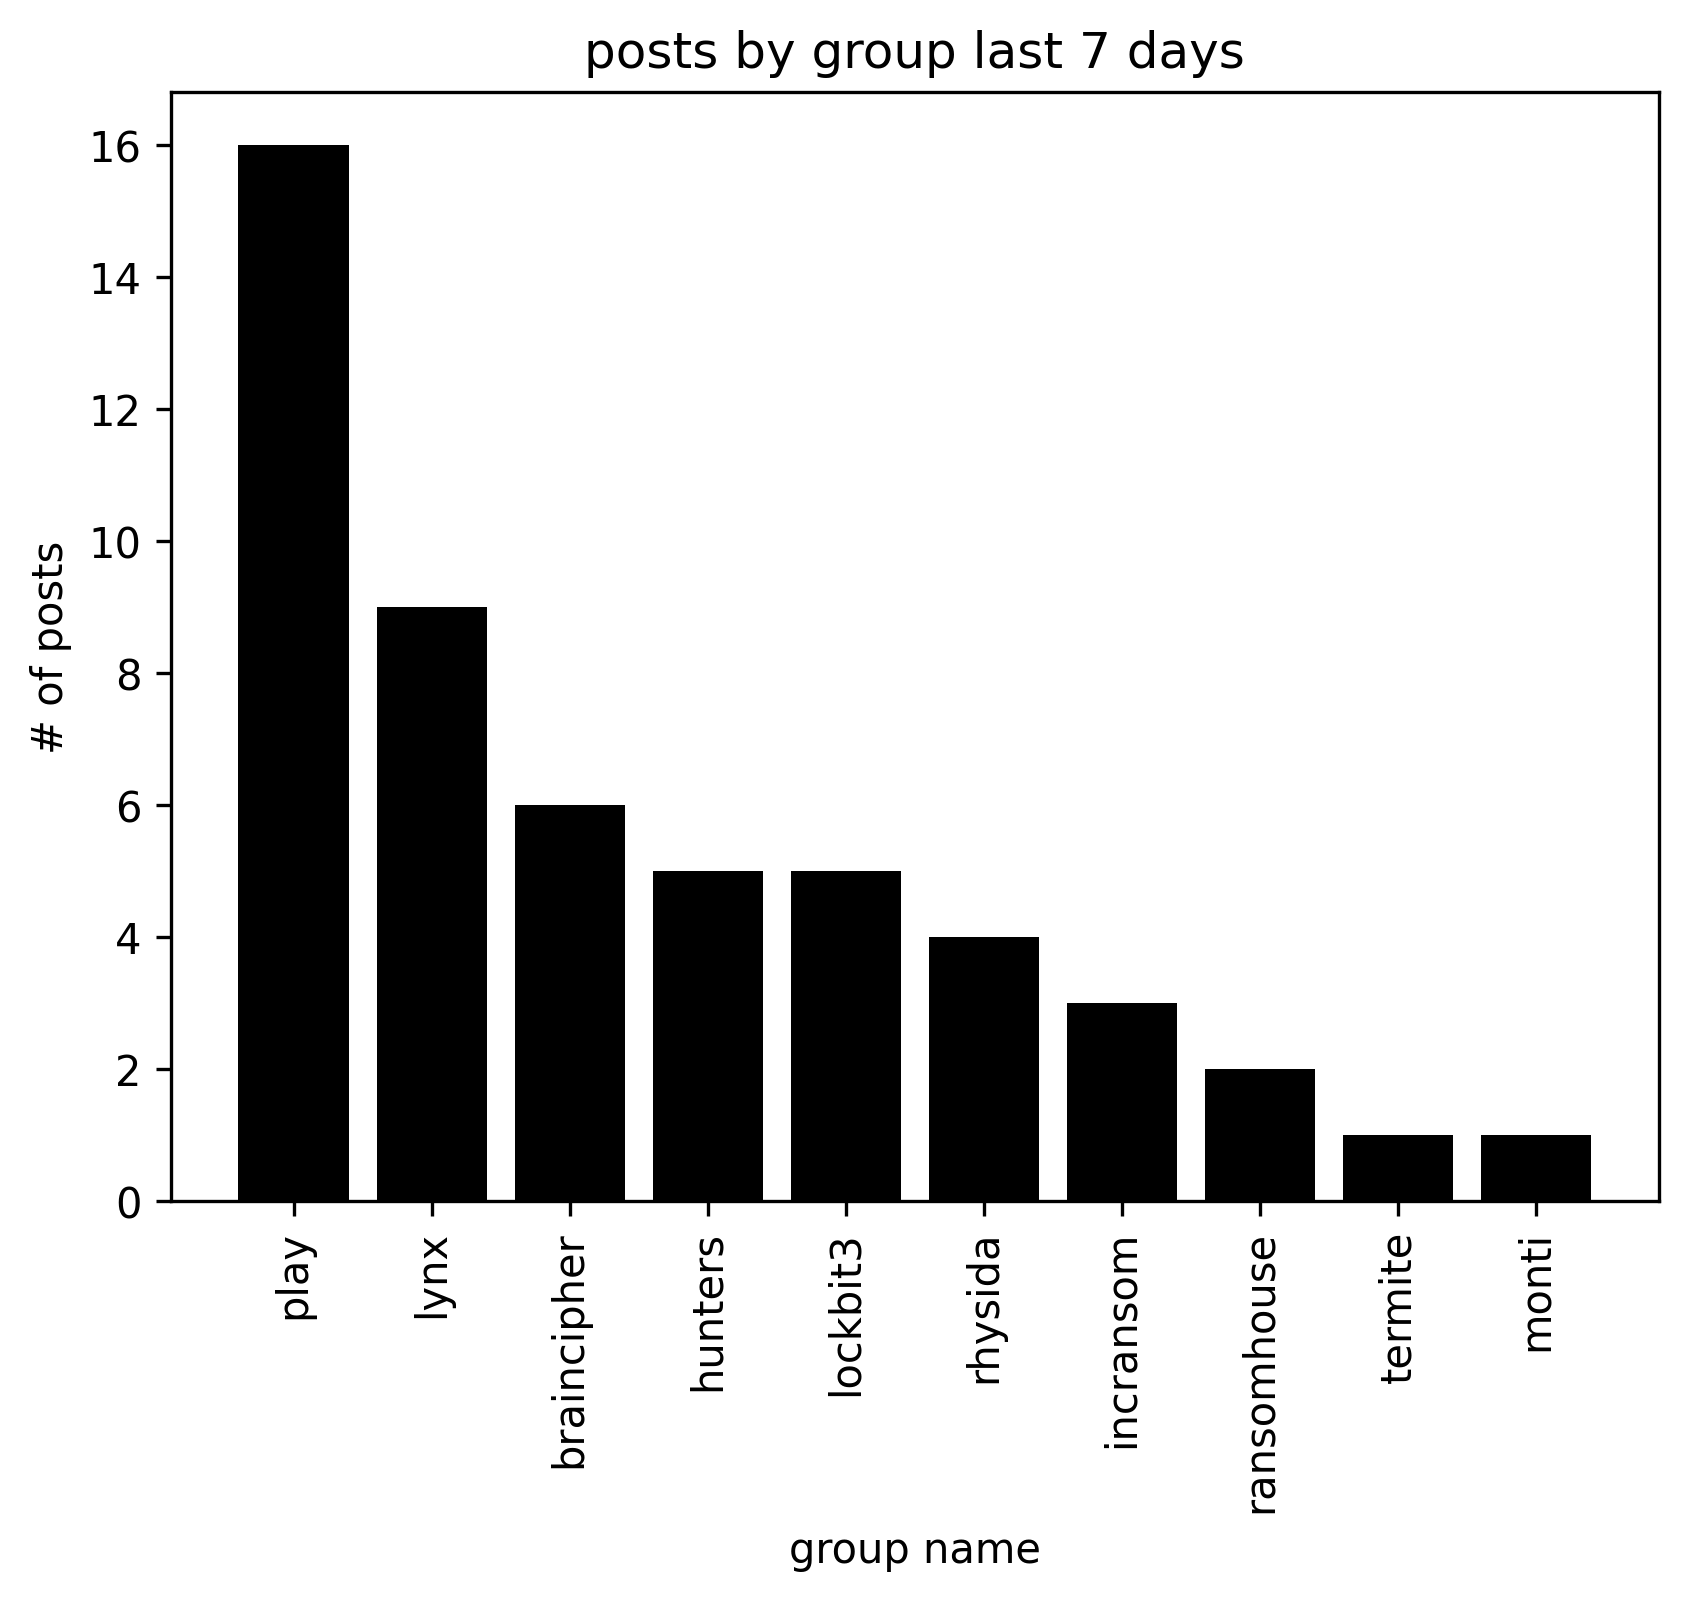 posts by group last 7 days
16
14
12
10
8
6
4
2
0
# of posts
play
lynx
braincipher
hunters
lockbit3
rhysida
incransom
ransomhouse
termite
monti
group name